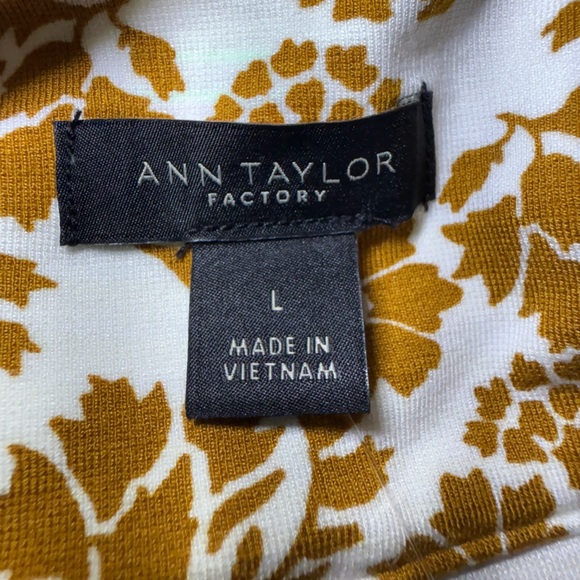 ANN TAYLOR
FACTORY
L
MADE IN
VIETNAM